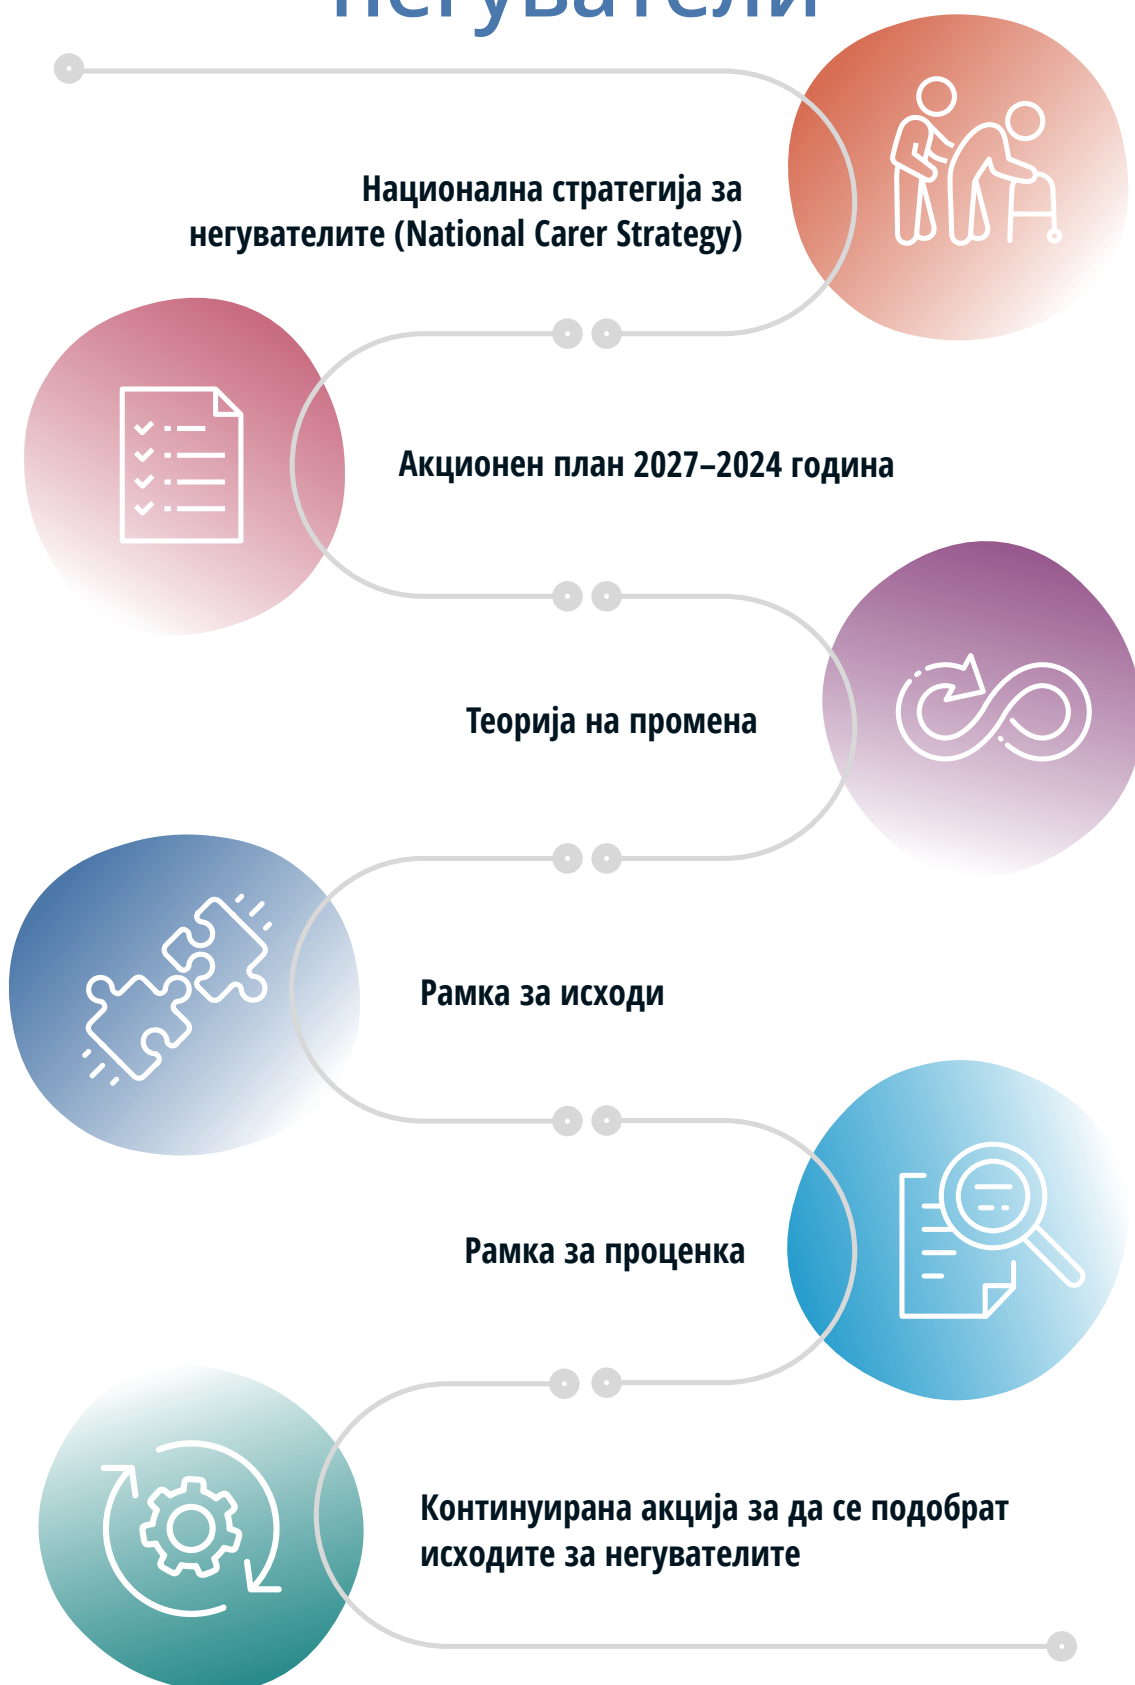 негуватели
Национална стратегија за
негувателите (National Carer Strategy)
Акционен план 2027–2024 година
Теорија на промена
Рамка за исходи
Рамка за проценка
Континуирана акција за да се подобрат
исходите за негувателите